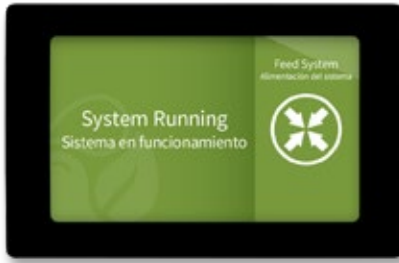 System Running
Sistema en funcionamiento
Feed System
Alimentación del sistema